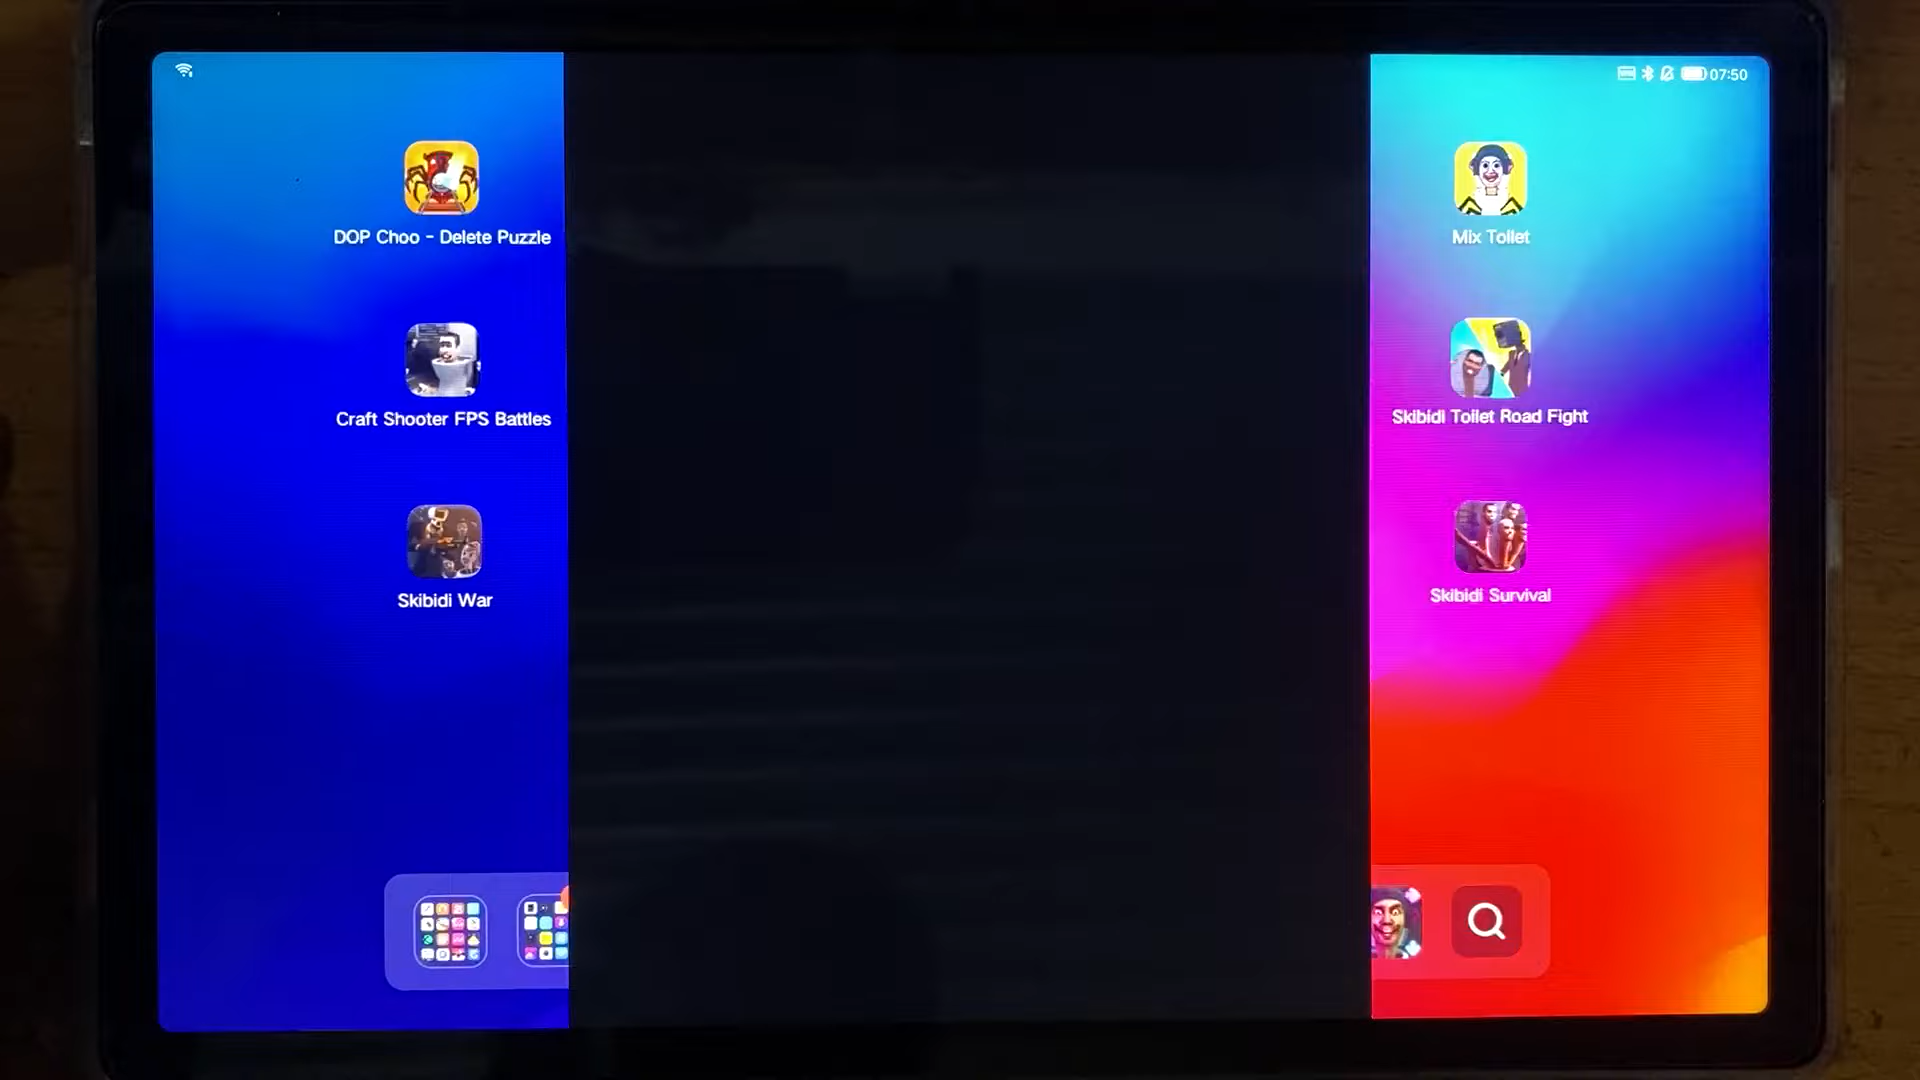 07:50
DOP Choo - Delete Puzzle
Mix Toilet
Craft Shooter FPS Battles
Skibidi Toilet Road Fight
Skibidi War
Skibidi Survival